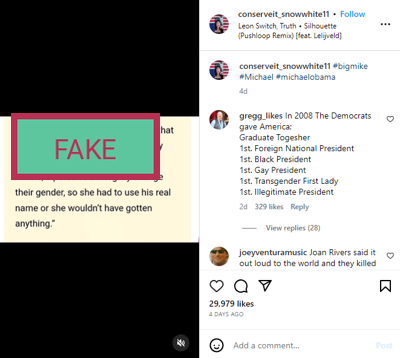 conserveit_snowwhite11 • Follow
Leon Switch, Truth • Silhouette
(Pushloop Remix) [feat. Lelijveld]
conserveit_snowwhite11 #bigmike
#Michael #michaelobama
4d
that
FAKE
their gender, so she had to use his real
name or she wouldn't have gotten
anything."
gregg_likes In 2008 The Democrats
gave America:
Graduate Togesher
1st. Foreign National President
1st. Black President
1st. Gay President
1st. Transgender First Lady
1st. Illegitimate President
2d 329 likes Reply
View replies (28)
joeyventuramusic Joan Rivers said it
out loud to the world and they killed
29,979 likes
4 DAYS AGO
Add a comment...
Post